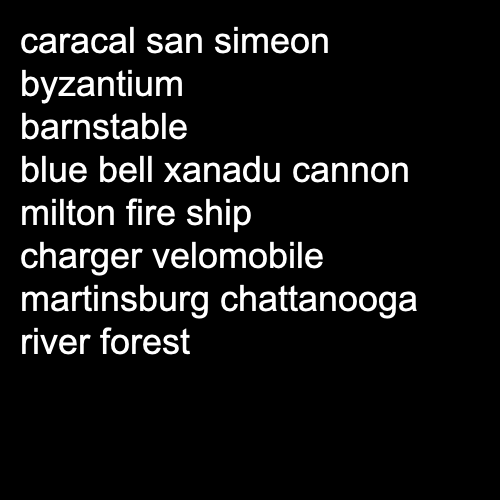 caracal san simeon
byzantium
barnstable
blue bell xanadu cannon
milton fire ship
charger velomobile
martinsburg chattanooga
river forest